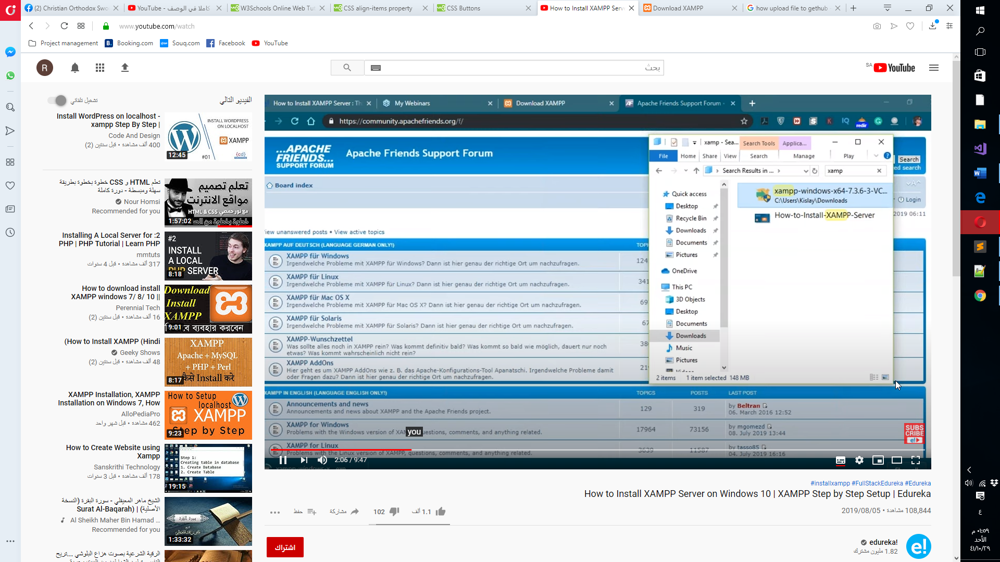 (2) Christian Orthodox Swo
YouTube - كاملا في الوصف
W3Schools Online Web Tut
CSS align-items property
CSS Buttons
How to Install XAMPP Serve
Download XAMPP
how upload file to gethub
www.youtube.com/watch
Project management
Booking.com
Souq.com
Facebook
YouTube
R
بحث
YouTube SA
الفيديو التالي
تشغيل تلقائي
Install WordPress on localhost -
xampp Step By Step |
Code And Design
400 ألف مشاهدة • قبل سنتين (2)
INSTALL WORDPRESS
ON LOCALHOST
XAMPP
#01
{cd}
12:45
تعلم HTML و CSS خطوة بخطوة بطريقة
سهلة ومبسطة - دورة كاملة
Nour Homsi
Recommended for you
تعلم تصميم
مواقع الانترنت
HTML & CSS مع نور حمصي
1:57:02
Installing A Local Server for :2
PHP | PHP Tutorial | Learn PHP
mmtuts
317 ألف مشاهدة • قبل 4 سنوات
#2
INSTALL
A LOCAL
PHP SERVER
8:18
How to download install
XAMPP windows 7/ 8/ 10 ||
Perennial Tech
16 ألف مشاهدة • قبل سنتين (2)
Download
Install
XAMPP
ব্যবহার করবেন
9:01
(How to Install XAMPP (Hindi
Geeky Shows
48 ألف مشاهدة • قبل سنتين (2)
XAMPP
Apache + MySQL
+ PHP + Perl
कैसे Install करे
8:17
XAMPP Installation, XAMPP
Installation on Windows 7, How
AlloPediaPro
462 مشاهدة • قبل شهر واحد
How to Setup
localhost
XAMPP
Step by Step
9:23
How to Create Website using
Xampp
Sanskrithi Technology
178 ألف مشاهدة • قبل 3 سنوات
Step 1:
Creating table in database
1. Create Database
2. Create Table
19:15
الشيخ ماهر المعيقلي - سورة البقرة (النسخة
الأصلية) | (Surat Al-Baqarah
Al Sheikh Maher Bin Hamad ...
Recommended for you
سورة البقرة
1:33:32
الرقية الشرعية بصوت هزاع البلوشي ...تريح
How to Install XAMPP Server : Th
My Webinars
Download XAMPP
Apache Friends Support Forum -
https://community.apachefriends.org/f/
redir
...APACHE
FRIENDS...
SUPPORT FORUM
Apache Friends Support Forum
Search
ed search
Board index
Login
2019 06:11
iew unanswered posts • View active topics
XAMPP AUF DEUTSCH (LANGUAGE GERMAN ONLY!)
TOPI
XAMPP für Windows
Irgendwelche Probleme mit XAMPP für Windows? Dann ist hier genau der richtige Ort um nachzufragen.
124
XAMPP für Linux
Irgendwelche Probleme mit XAMPP für Linux? Dann ist hier genau der richtige Ort um nachzufragen.
341
XAMPP für Mac OS X
Irgendwelche Probleme mit XAMPP für Mac OS X? Dann ist hier genau der richtige Ort um nachzufragen.
69
XAMPP für Solaris
Irgendwelche Probleme mit XAMPP für Solaris? Dann ist hier genau der richtige Ort um nachzufragen.
67
XAMPP-Wunschzettel
Was sollte alles noch in XAMPP rein? Was kommt definitiv bald? Was kommt so bald wie möglich, dauert nur noch
etwas? Was kommt wahrscheinlich nicht rein?
38
XAMPP AddOns
Hier geht es um XAMPP AddOns wie z. B. das Apache-Konfigurations-Tool Apanatschi. Irgendwelche Probleme damit
oder Fragen dazu? Dann ist hier genau der richtige Ort um nachzufragen.
21
XAMPP IN ENGLISH (LANGUAGE ENGLISH ONLY!)
TOPICS
POSTS
LAST POST
Announcements and news
Announcements and news about XAMPP and the Apache Friends project.
129
319
by Beltran
06. March 2016 12:52
XAMPP for Windows
Problems with the Windows version of XAM
uestions, comments, and anything related.
17964
73156
by mgomezd
08. July 2019 13:44
you
XAMPP for Linux
Problems with the Linux version of XAMPP, questions, comments, and anything related.
3639
11587
by tasso85
04. July 2019 16:16
xamp - Sea...
Search Tools
Applica...
File
Home
Share
View
Search
Manage
Play
Search Results in ...
xamp
Quick access
Desktop
Recycle Bin
Downloads
Documents
Pictures
OneDrive
This PC
3D Objects
Desktop
Documents
Downloads
Music
Pictures
xampp-windows-x64-7.3.6-3-VC...
C:\Users\Kislay\Downloads
How-to-Install-XAMPP-Server
2 items
1 item selected 148 MB
SUBS
CRIBE
e!
2:06 / 9:47
#installxampp #FullStackEdureka #Edureka
How to Install XAMPP Server on Windows 10 | XAMPP Step by Step Setup | Edureka
108,844 مشاهدة • 2019/08/05
1.1 ألف
102
مشاركة
حفظ
edureka!
1.82 مليون مشترك
e!
اشتراك
ع
٠١:٥٩ م
الأحد
٤١/١٠/٢٩